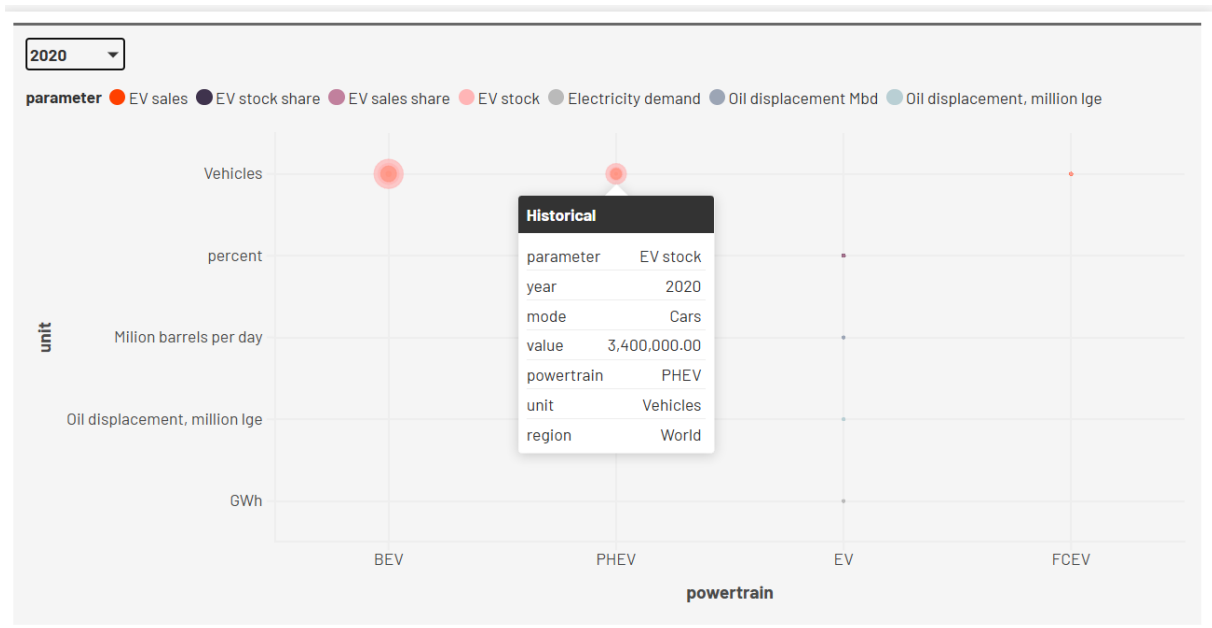 2020
parameter EV sales EV stock share EV sales share EV stock Electricity demand Oil displacement Mbd Oil displacement, million lge
Vehicles
percent
Milion barrels per day
Oil displacement, million lge
GWh
unit
Historical
parameter EV stock
year 2020
mode Cars
value 3,400,000.00
powertrain PHEV
unit Vehicles
region World
BEV PHEV EV FCEV
powertrain